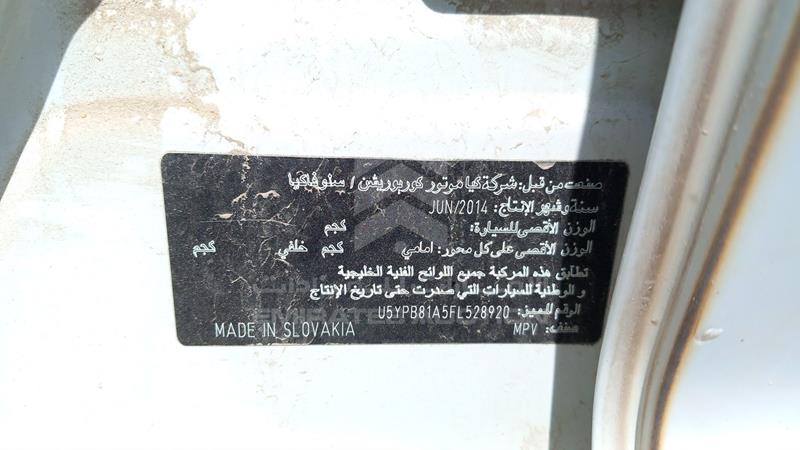 صنعت من قبل: شركة كيا موتور كوربوريشن / سلوفاكيا
سنة وشهر الإنتاج: JUN/2014
الوزن الأقصى للسيارة: كجم
الوزن الأقصى على كل محور: امامي كجم خلفي كجم
تطابق هذه المركبة جميع اللوائح الفنية الخليجية
و الوطنية للسيارات التي صدرت حتى تاريخ الإنتاج
الرقم المميز: U5YPB81A5FL528920
صنف: MPV MADE IN SLOVAKIA